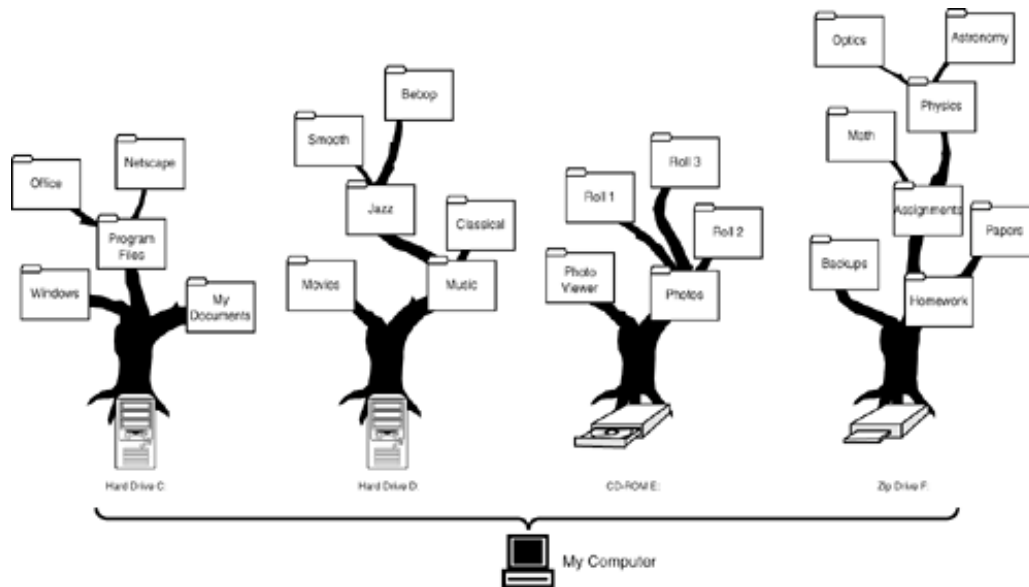 Office
Netscape
Program
Files
Windows
My
Documents
Hard Drive C:
Bebop
Smooth
Jazz
Classical
Movies
Music
Hard Drive D:
Roll 3
Roll 1
Roll 2
Photo
Viewer
Photos
CD-ROM E:
Optics
Astronomy
Physics
Math
Assignments
Papers
Backups
Homework
Zip Drive F:
My Computer